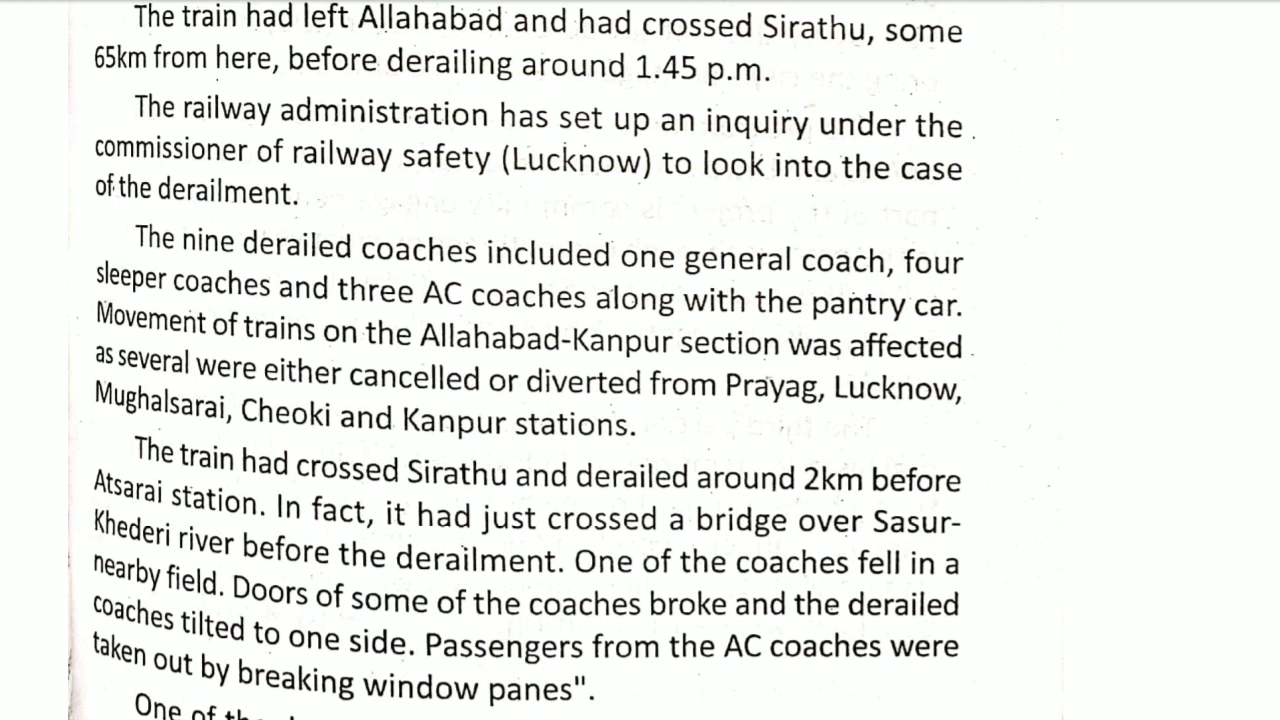 The train had left Allahabad and had crossed Sirathu, some
65km from here, before derailing around 1.45 p.m.
The railway administration has set up an inquiry under the
commissioner of railway safety (Lucknow) to look into the case
of the derailment.
The nine derailed coaches included one general coach, four
sleeper coaches and three AC coaches along with the pantry car.
Movement of trains on the Allahabad-Kanpur section was affected
as several were either cancelled or diverted from Prayag, Lucknow,
Mughalsarai, Cheoki and Kanpur stations.
The train had crossed Sirathu and derailed around 2km before
Atsarai station. In fact, it had just crossed a bridge over Sasur-
Khederi river before the derailment. One of the coaches fell in a
nearby field. Doors of some of the coaches broke and the derailed
coaches tilted to one side. Passengers from the AC coaches were
taken out by breaking window panes".
One of